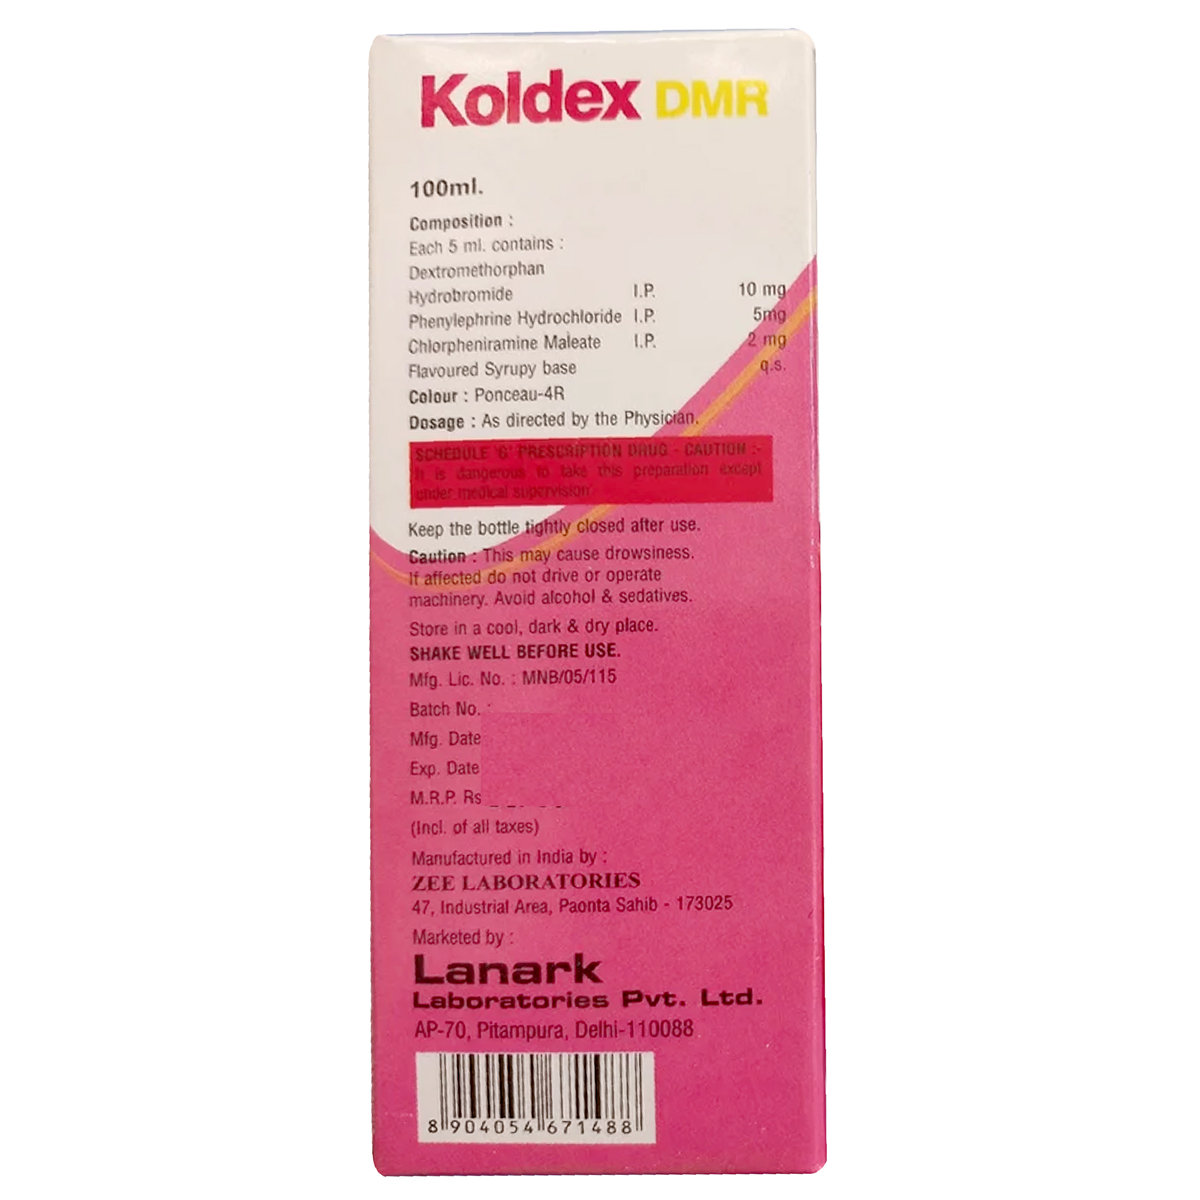 Koldex DMR
100ml.
Composition :
Each 5 ml. contains :
Dextromethorphan
Hydrobromide I.P. 10 mg
Phenylephrine Hydrochloride I.P. 5mg
Chlorpheniramine Maleate I.P. 2 mg
Flavoured Syrupy base q.s.
Colour : Ponceau-4R
Dosage : As directed by the Physician.
SCHEDULE 'G' PRESCRIPTION DRUG - CAUTION :-
It is dangerous to take this preparation except
under medical supervision'
Keep the bottle tightly closed after use.
Caution : This may cause drowsiness.
If affected do not drive or operate
machinery. Avoid alcohol & sedatives.
Store in a cool, dark & dry place.
SHAKE WELL BEFORE USE.
Mfg. Lic. No. : MNB/05/115
Batch No. :
Mfg. Date
Exp. Date
M.R.P. Rs
(Incl. of all taxes)
Manufactured in India by :
ZEE LABORATORIES
47, Industrial Area, Paonta Sahib - 173025
Marketed by :
Lanark
Laboratories Pvt. Ltd.
AP-70, Pitampura, Delhi-110088
8 904054 671488